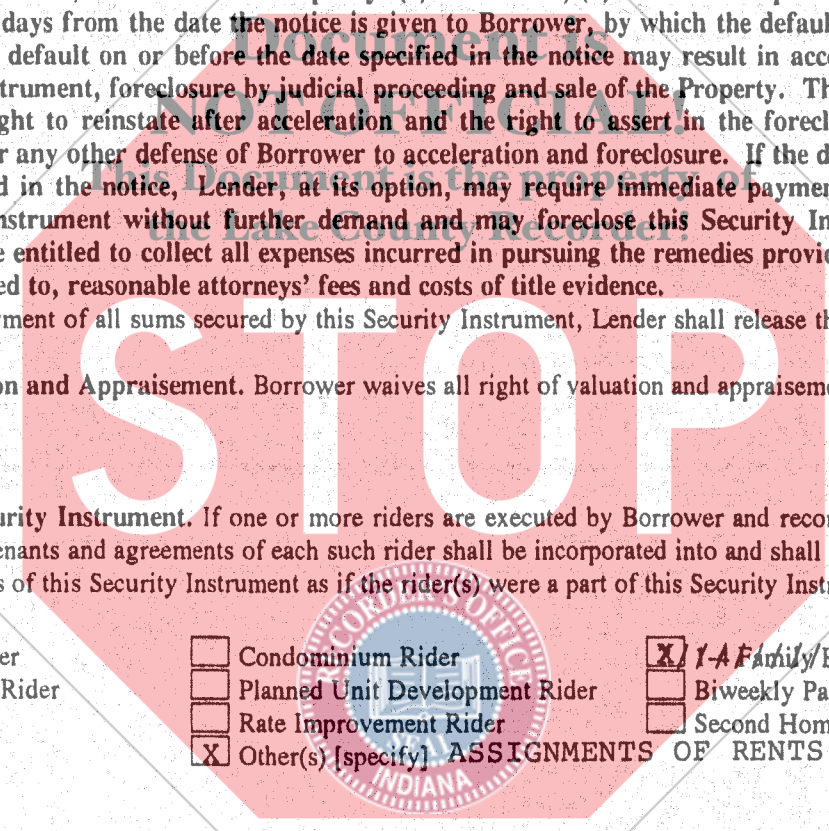 days from the date the notice is given to Borrower, by which the defaul
default on or before the date specified in the notice may result in acc
trument, foreclosure by judicial proceeding and sale of the Property. Th
ght to reinstate after acceleration and the right to assert in the forecl
r any other defense of Borrower to acceleration and foreclosure. If the d
d in the notice, Lender, at its option, may require immediate paymen
nstrument without further demand and may foreclose this Security In
e entitled to collect all expenses incurred in pursuing the remedies provi
ed to, reasonable attorneys' fees and costs of title evidence.
yment of all sums secured by this Security Instrument, Lender shall release th
on and Appraisement. Borrower waives all right of valuation and appraiseme
urity Instrument. If one or more riders are executed by Borrower and recor
enants and agreements of each such rider shall be incorporated into and shall
s of this Security Instrument as if the rider(s) were a part of this Security Inst
er Condominium Rider X 1-4 Family
Rider Planned Unit Development Rider Biweekly Pa
Rate Improvement Rider Second Hom
X Other(s) [specify] ASSIGNMENTS OF RENTS
Document is
NOT OFFICIAL!
This Document is the property of
the Lake County Recorder!
STOP
RECORDER'S OFFICE
SEAL
INDIANA